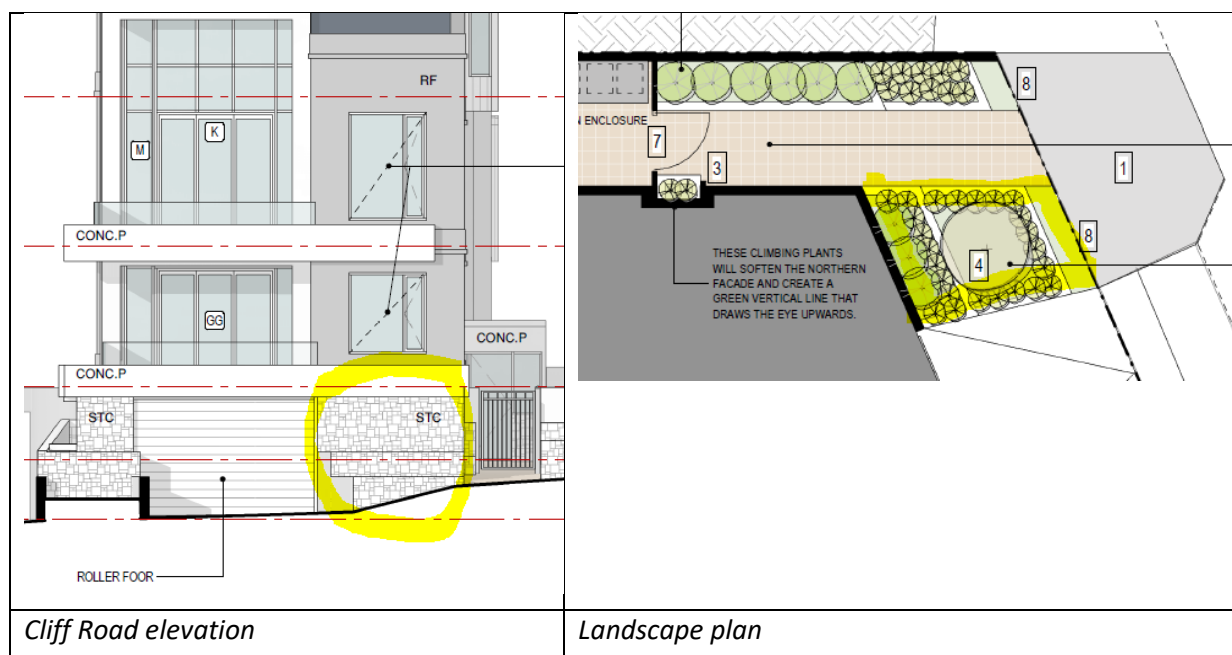 RF
K
M
CONC.P
GG
CONC.P
CONC.P
STC
STC
ROLLER FOOR
N ENCLOSURE
7
3
8
1
8
4
THESE CLIMBING PLANTS
WILL SOFTEN THE NORTHERN
FACADE AND CREATE A
GREEN VERTICAL LINE THAT
DRAWS THE EYE UPWARDS.
Cliff Road elevation
Landscape plan